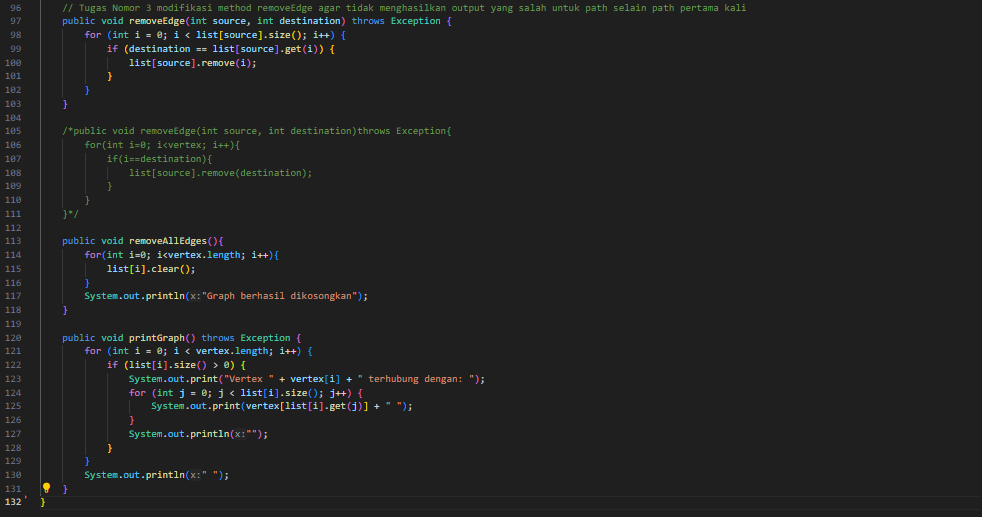 96 // Tugas Nomor 3 modifikasi method removeEdge agar tidak menghasilkan output yang salah untuk path selain path pertama kali
97 public void removeEdge(int source, int destination) throws Exception {
98 for (int i = 0; i < list[source].size(); i++) {
99 if (destination == list[source].get(i)) {
100 list[source].remove(i);
101 }
102 }
103 }
104
105 /*public void removeEdge(int source, int destination)throws Exception{
106 for(int i=0; i<vertex; i++){
107 if(i==destination){
108 list[source].remove(destination);
109 }
110 }
111 }*/
112
113 public void removeAllEdges(){
114 for(int i=0; i<vertex.length; i++){
115 list[i].clear();
116 }
117 System.out.println(x:"Graph berhasil dikosongkan");
118 }
119
120 public void printGraph() throws Exception {
121 for (int i = 0; i < vertex.length; i++) {
122 if (list[i].size() > 0) {
123 System.out.print("Vertex " + vertex[i] + " terhubung dengan: ");
124 for (int j = 0; j < list[i].size(); j++) {
125 System.out.print(vertex[list[i].get(j)] + " ");
126 }
127 System.out.println(x:"");
128 }
129 }
130 System.out.println(x:" ");
131 }
132 }